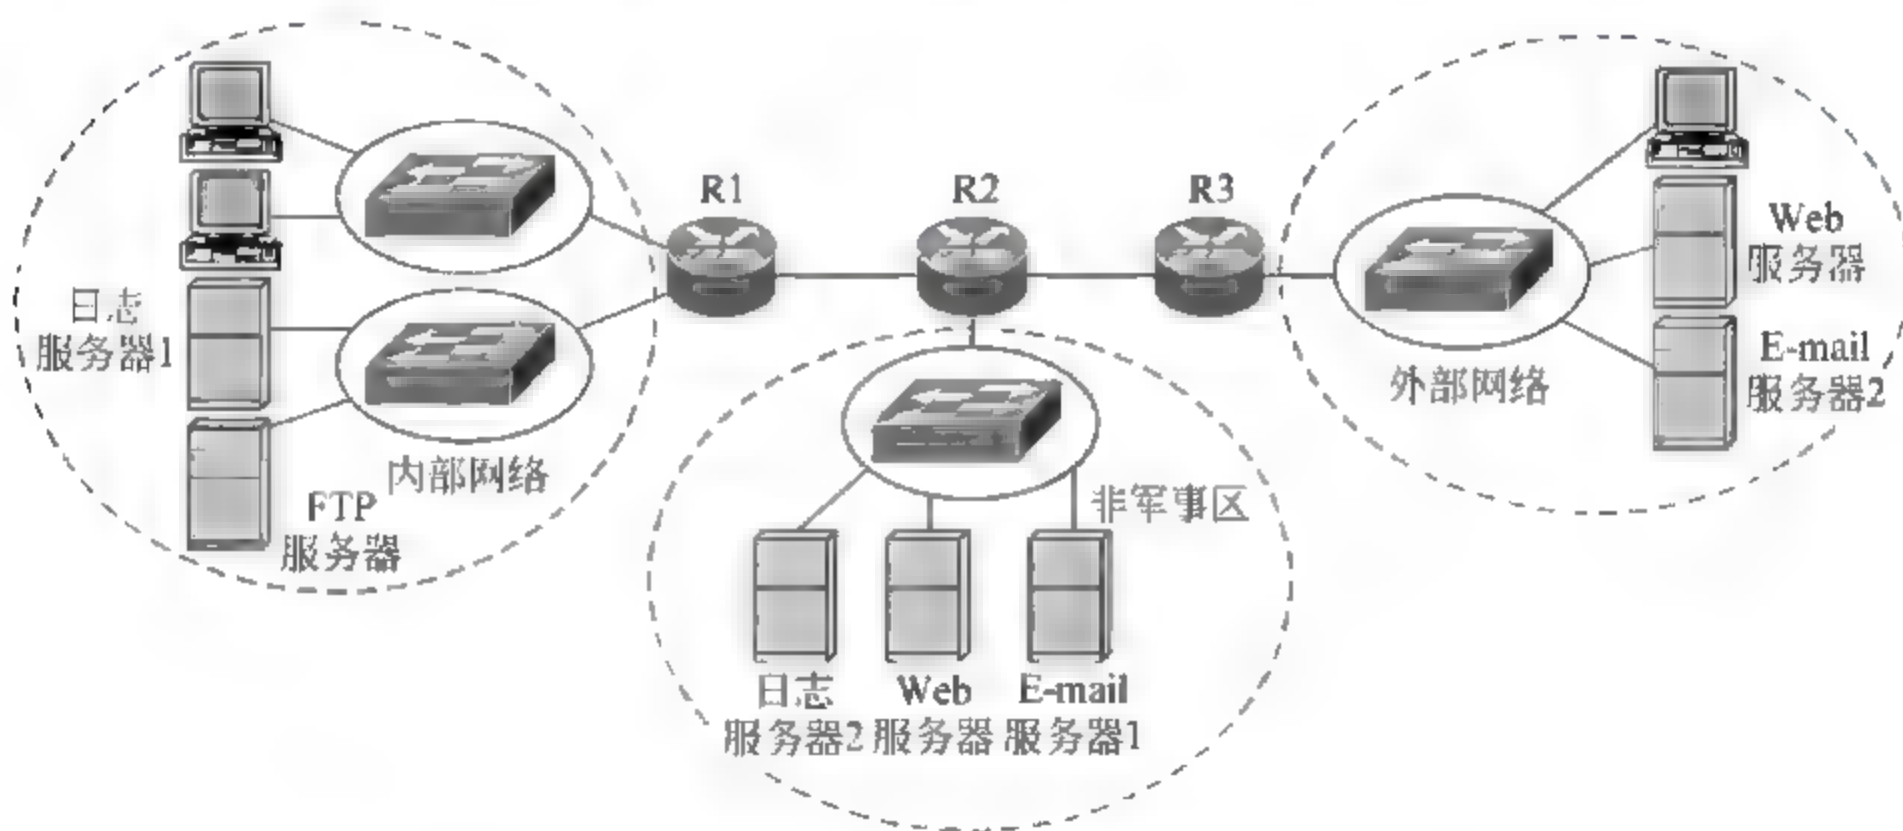 R1
R2
R3
日志
服务器1
内部网络
FTP
服务器
Web
服务器
E-mail
服务器2
外部网络
非军事区
日志
服务器2
Web
服务器
E-mail
服务器1